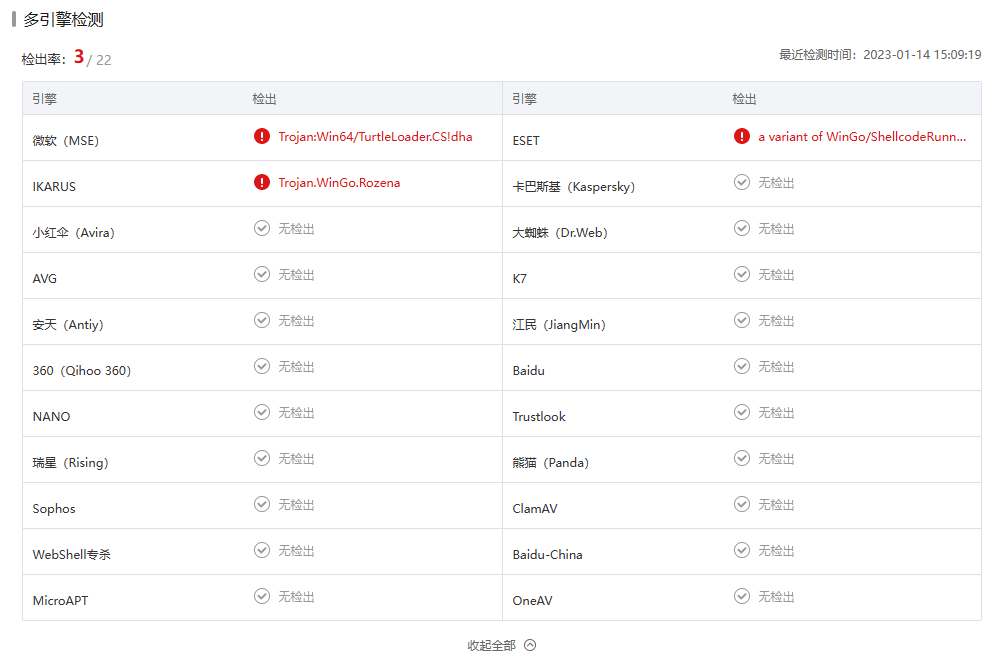 多引擎检测
检出率：3 / 22
最近检测时间：2023-01-14 15:09:19
引擎 检出 引擎 检出
微软（MSE） Trojan:Win64/TurtleLoader.CS!dha ESET a variant of WinGo/ShellcodeRunn...
IKARUS Trojan.WinGo.Rozena 卡巴斯基（Kaspersky） 无检出
小红伞（Avira） 无检出 大蜘蛛（Dr.Web） 无检出
AVG 无检出 K7 无检出
安天（Antiy） 无检出 江民（JiangMin） 无检出
360（Qihoo 360） 无检出 Baidu 无检出
NANO 无检出 Trustlook 无检出
瑞星（Rising） 无检出 熊猫（Panda） 无检出
Sophos 无检出 ClamAV 无检出
WebShell专杀 无检出 Baidu-China 无检出
MicroAPT 无检出 OneAV 无检出
收起全部